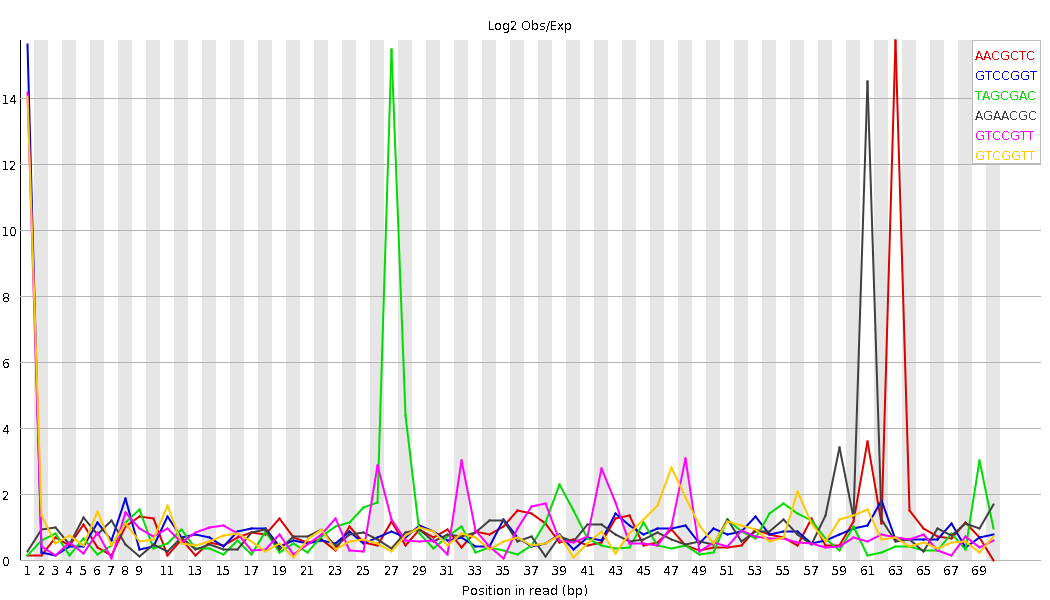 Log2 Obs/Exp
AACGCTC
GTCCGGT
TAGCGAC
AGAACGC
GTCCGTT
GTCGGTT
14
12
10
8
6
4
2
0
1 2 3 4 5 6 7 8 9 11 13 15 17 19 21 23 25 27 29 31 33 35 37 39 41 43 45 47 49 51 53 55 57 59 61 63 65 67 69
Position in read (bp)